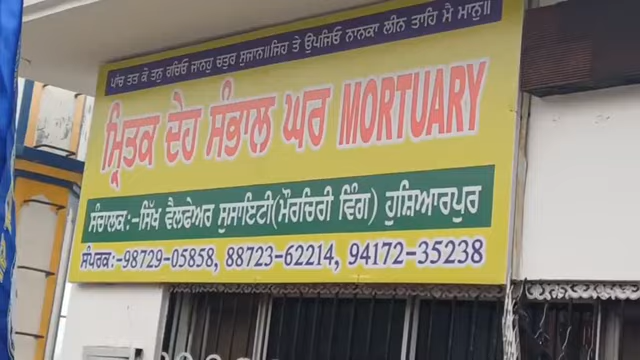 ਪਾਂਚ ਤਤ ਕੋ ਤਨੁ ਰਚਿਓ ਜਾਨਹੁ ਚਤੁਰ ਸੁਜਾਨ॥ਜਿਹ ਤੇ ਉਪਜਿਓ ਨਾਨਕਾ ਲੀਨ ਤਾਹਿ ਮੈ ਮਾਨੁ॥
ਮ੍ਰਿਤਕ ਦੇਹ ਸੰਭਾਲ ਘਰ MORTUARY
ਸੰਚਾਲਕ:-ਸਿੱਖ ਵੈਲਫੇਅਰ ਸੁਸਾਇਟੀ(ਮੌਰਚਿਰੀ ਵਿੰਗ) ਹੁਸ਼ਿਆਰਪੁਰ
ਸੰਪਰਕ:-98729-05858, 88723-62214, 94172-35238